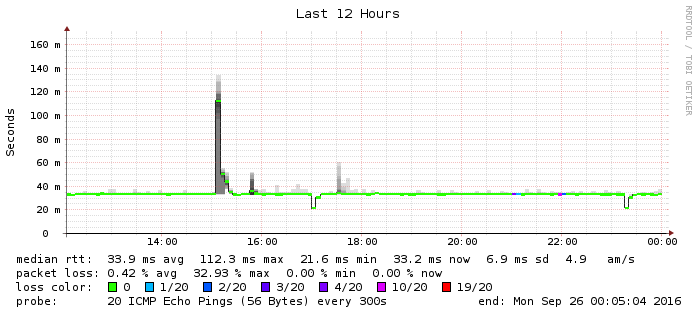 Last 12 Hours
RRDTOOL / TOBI OETIKER
Seconds
160 m
140 m
120 m
100 m
80 m
60 m
40 m
20 m
0
14:00 16:00 18:00 20:00 22:00 00:00
median rtt: 33.9 ms avg 112.3 ms max 21.6 ms min 33.2 ms now 6.9 ms sd 4.9 am/s
packet loss: 0.42 % avg 32.93 % max 0.00 % min 0.00 % now
loss color: 0 1/20 2/20 3/20 4/20 10/20 19/20
probe: 20 ICMP Echo Pings (56 Bytes) every 300s end: Mon Sep 26 00:05:04 2016